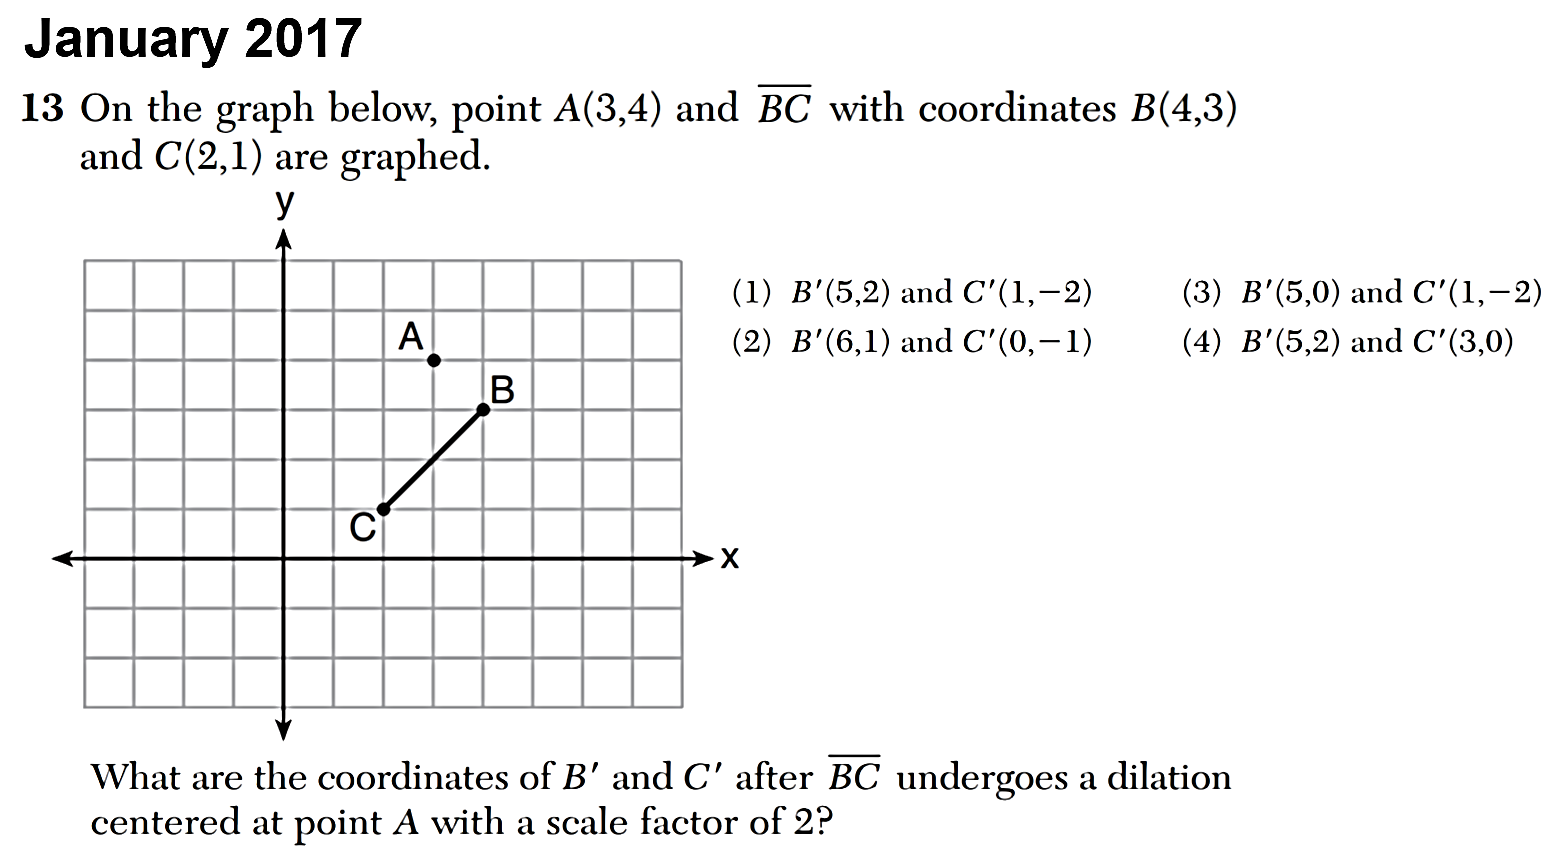 January 2017
13 On the graph below, point A(3,4) and B̅C̅ with coordinates B(4,3)
and C(2,1) are graphed.
y
A
B
C
x
(1) B′(5,2) and C′(1,−2)
(2) B′(6,1) and C′(0,−1)
(3) B′(5,0) and C′(1,−2)
(4) B′(5,2) and C′(3,0)
What are the coordinates of B′ and C′ after B̅C̅ undergoes a dilation
centered at point A with a scale factor of 2?